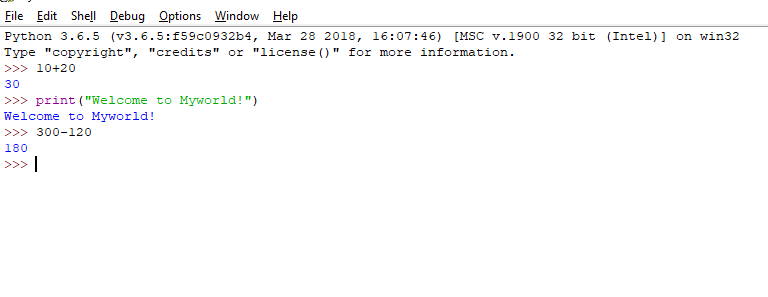 File Edit Shell Debug Options Window Help
Python 3.6.5 (v3.6.5:f59c0932b4, Mar 28 2018, 16:07:46) [MSC v.1900 32 bit (Intel)] on win32
Type "copyright", "credits" or "license()" for more information.
>>> 10+20
30
>>> print("Welcome to Myworld!")
Welcome to Myworld!
>>> 300-120
180
>>>